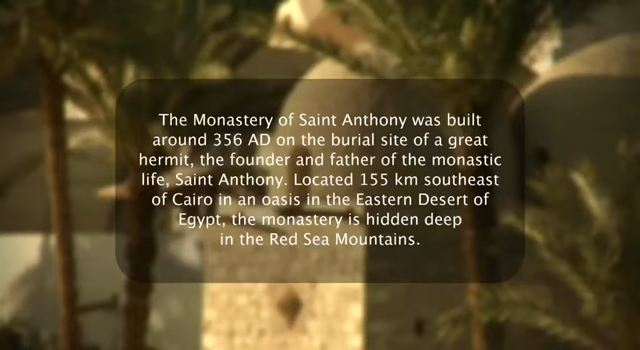 The Monastery of Saint Anthony was built
around 356 AD on the burial site of a great
hermit, the founder and father of the monastic
life, Saint Anthony. Located 155 km southeast
of Cairo in an oasis in the Eastern Desert of
Egypt, the monastery is hidden deep
in the Red Sea Mountains.